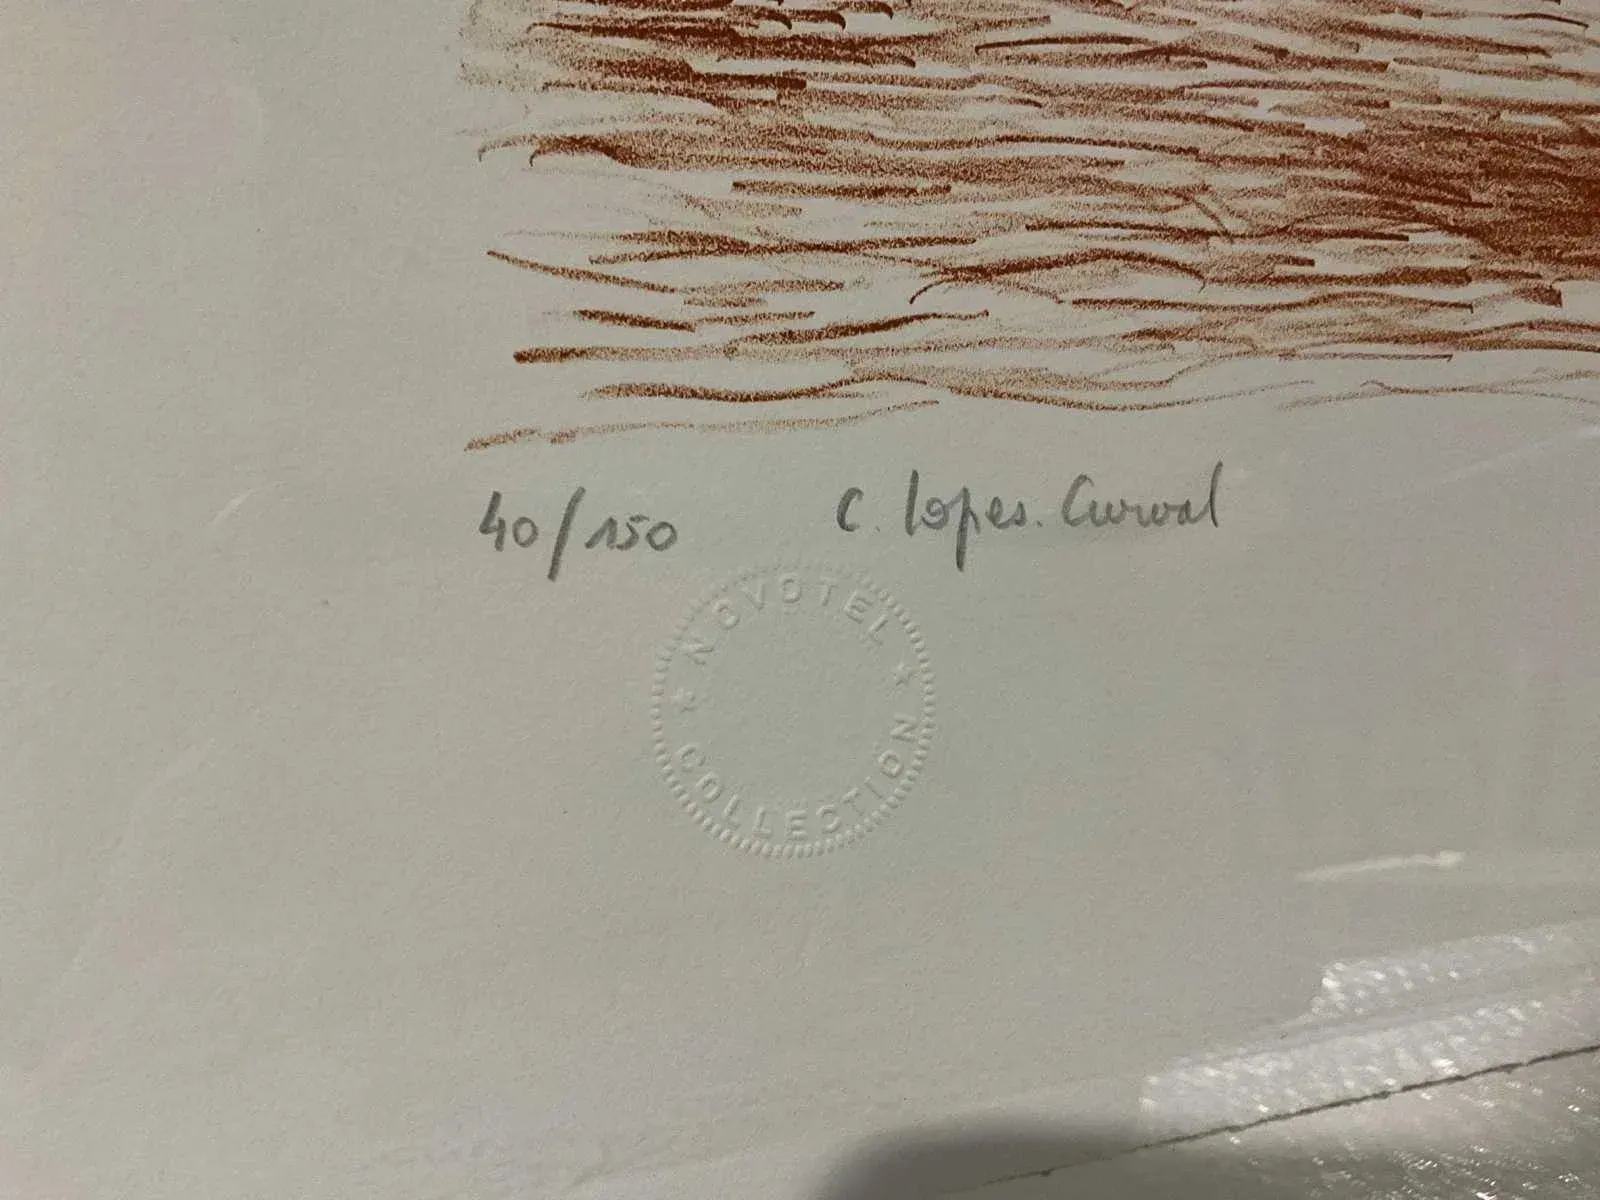 40/150 C. Lopes. Curval
NOVOTEL
COLLECTION